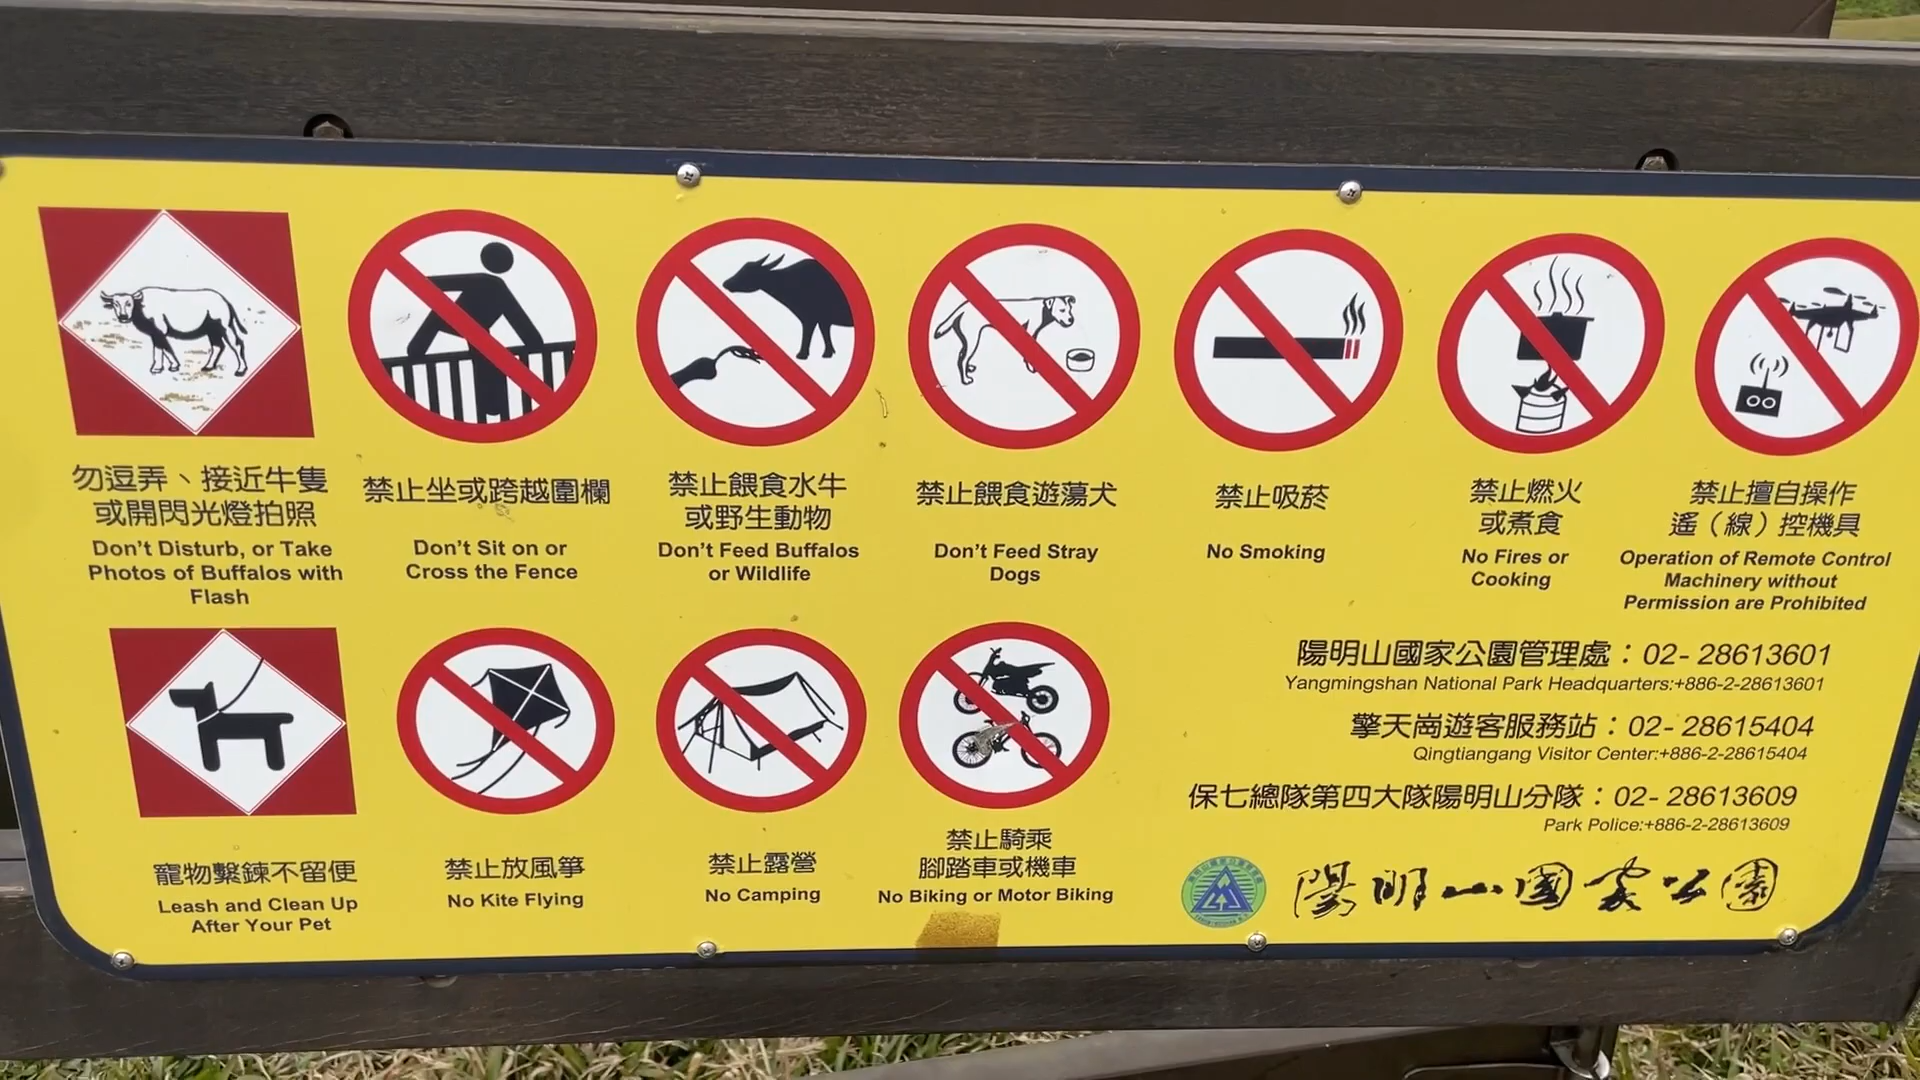 勿逗弄、接近牛隻
或開閃光燈拍照
Don't Disturb, or Take
Photos of Buffalos with
Flash
禁止坐或跨越圍欄
Don't Sit on or
Cross the Fence
禁止餵食水牛
或野生動物
Don't Feed Buffalos
or Wildlife
禁止餵食遊蕩犬
Don't Feed Stray
Dogs
禁止吸菸
No Smoking
禁止燃火
或煮食
No Fires or
Cooking
禁止擅自操作
遙（線）控機具
Operation of Remote Control
Machinery without
Permission are Prohibited
寵物繫鍊不留便
Leash and Clean Up
After Your Pet
禁止放風箏
No Kite Flying
禁止露營
No Camping
禁止騎乘
腳踏車或機車
No Biking or Motor Biking
陽明山國家公園管理處：02- 28613601
Yangmingshan National Park Headquarters:+886-2-28613601
擎天崗遊客服務站：02- 28615404
Qingtiangang Visitor Center:+886-2-28615404
保七總隊第四大隊陽明山分隊：02- 28613609
Park Police:+886-2-28613609
陽明山國家公園